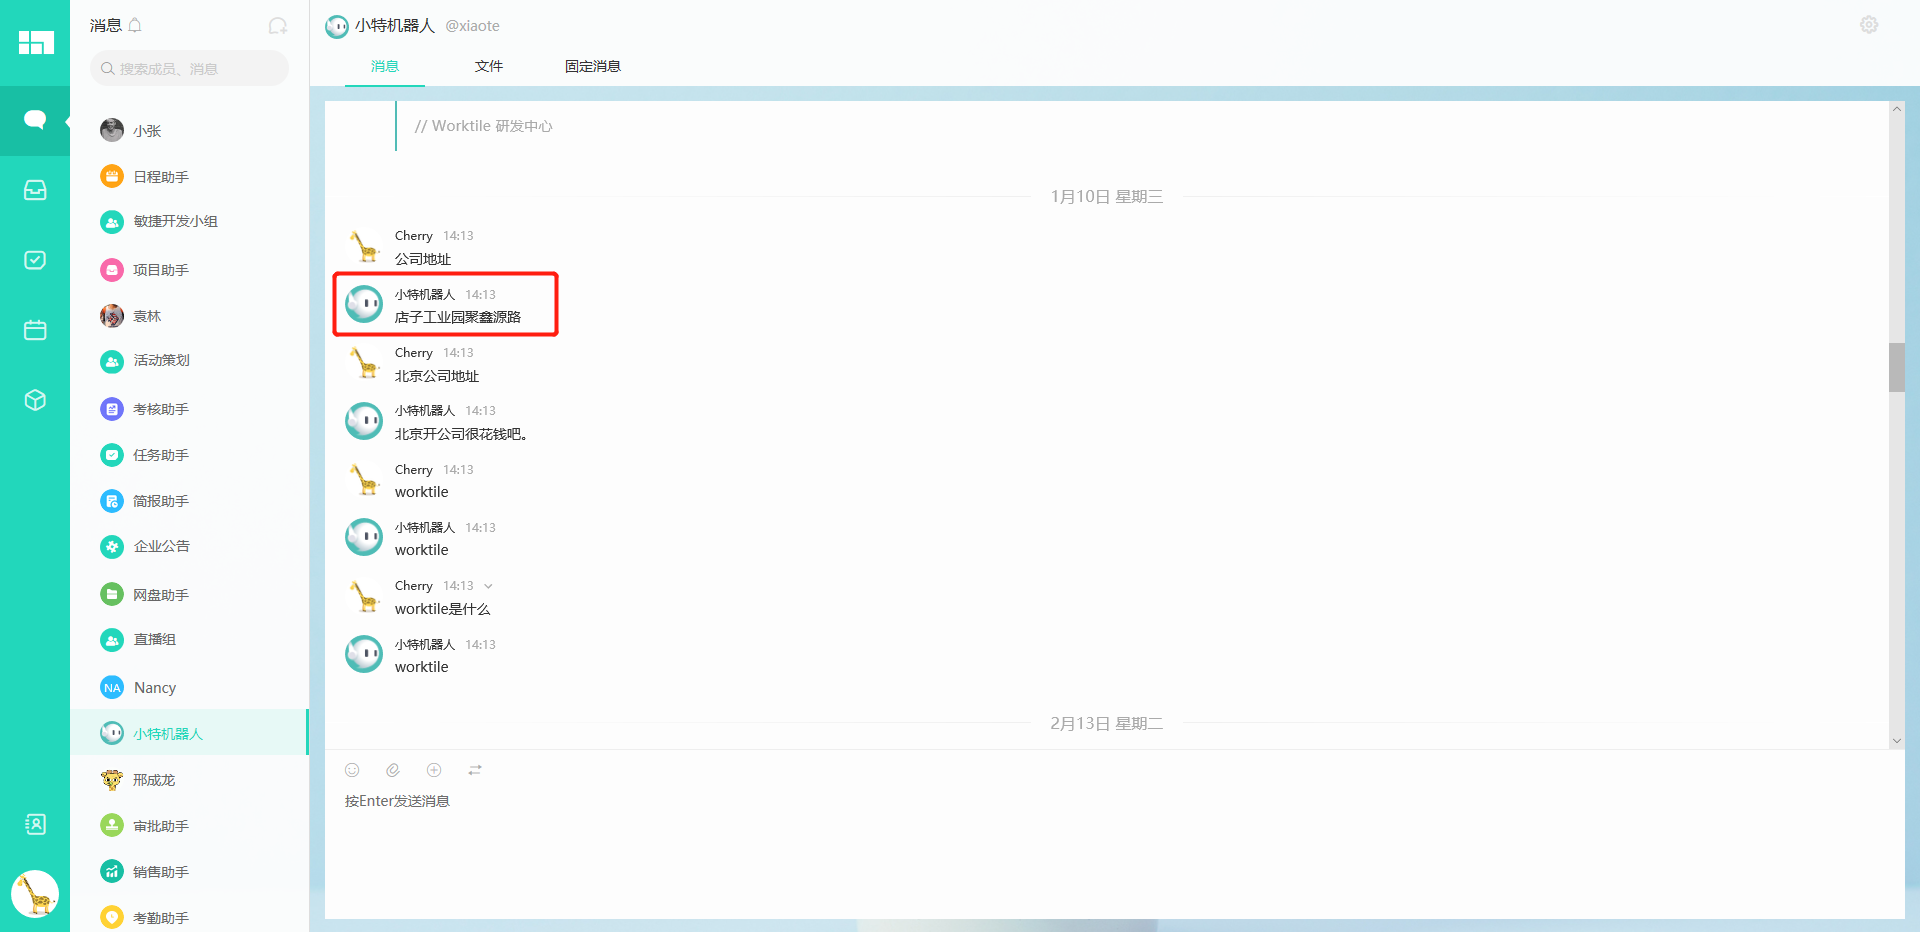 消息
搜索成员、消息
小张
日程助手
敏捷开发小组
项目助手
袁林
活动策划
考核助手
任务助手
简报助手
企业公告
网盘助手
直播组
NA Nancy
小特机器人
邢成龙
审批助手
销售助手
考勤助手
小特机器人 @xiaote
消息 文件 固定消息
// Worktile 研发中心
1月10日 星期三
Cherry 14:13
公司地址
小特机器人 14:13
店子工业园聚鑫源路
Cherry 14:13
北京公司地址
小特机器人 14:13
北京开公司很花钱吧。
Cherry 14:13
worktile
小特机器人 14:13
worktile
Cherry 14:13
worktile是什么
小特机器人 14:13
worktile
2月13日 星期二
按Enter发送消息